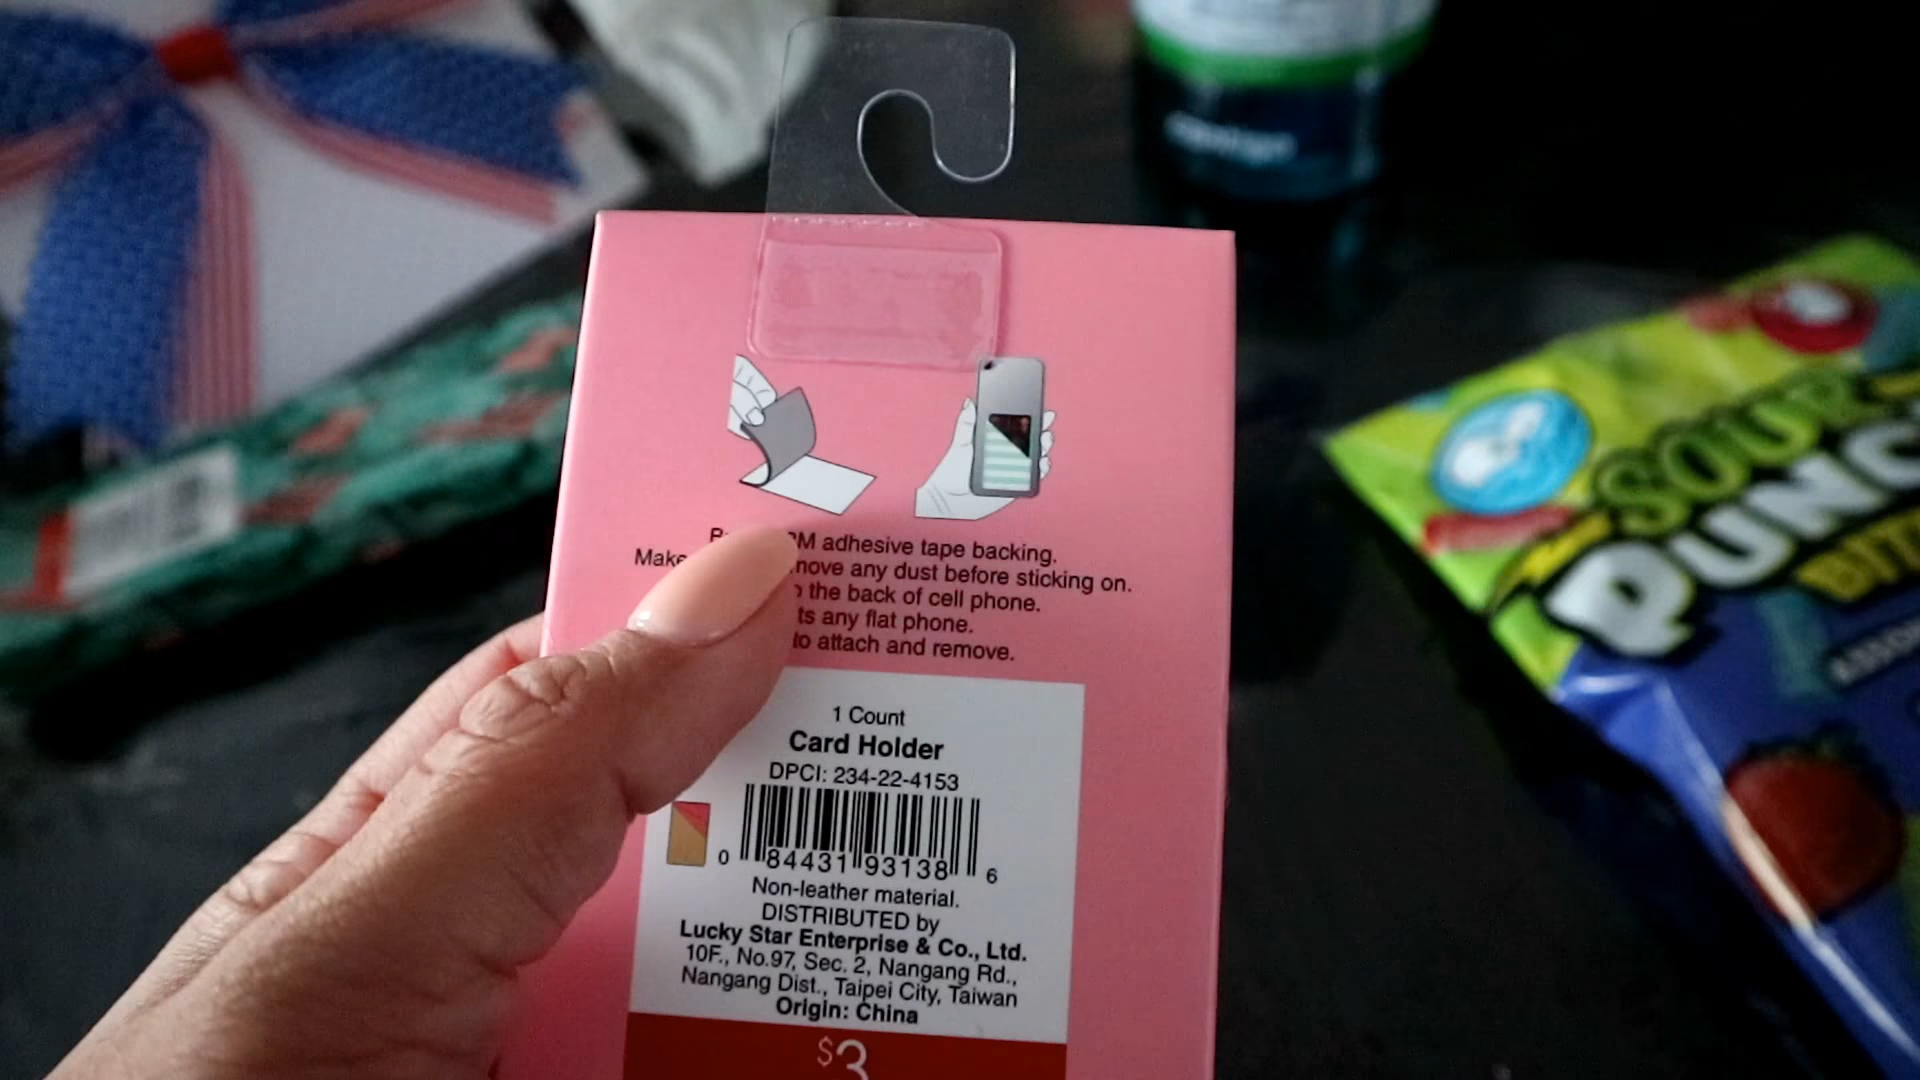 3M adhesive tape backing.
Make any dust before sticking on.
the back of cell phone.
any flat phone.
to attach and remove.
1 Count
Card Holder
DPCI: 234-22-4153
0 84431 93138 6
Non-leather material.
DISTRIBUTED by
Lucky Star Enterprise & Co., Ltd.
10F., No.97, Sec. 2, Nangang Rd.,
Nangang Dist., Taipei City, Taiwan
Origin: China
$3
SOUR